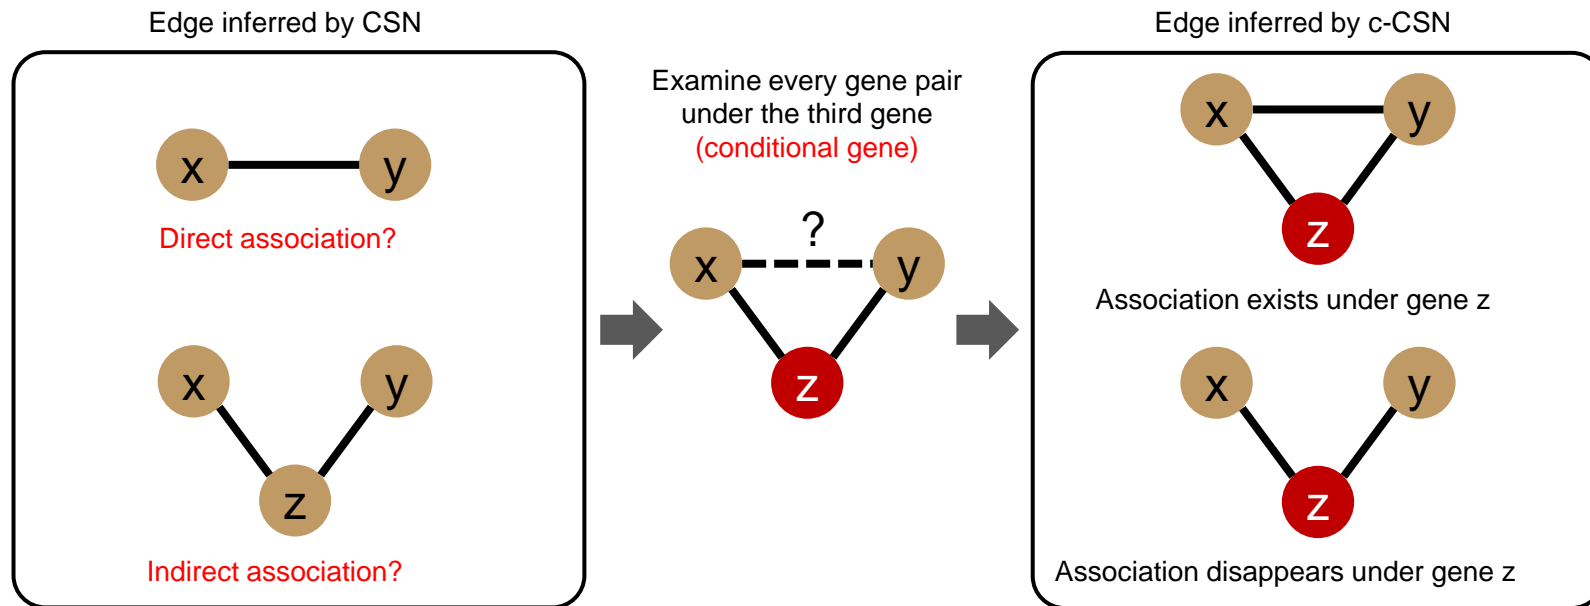 Edge inferred by CSN
x
y
Direct association?
x
y
z
Indirect association?
Examine every gene pair
under the third gene
(conditional gene)
?
x
y
z
Edge inferred by c-CSN
x
y
z
Association exists under gene z
x
y
z
Association disappears under gene z